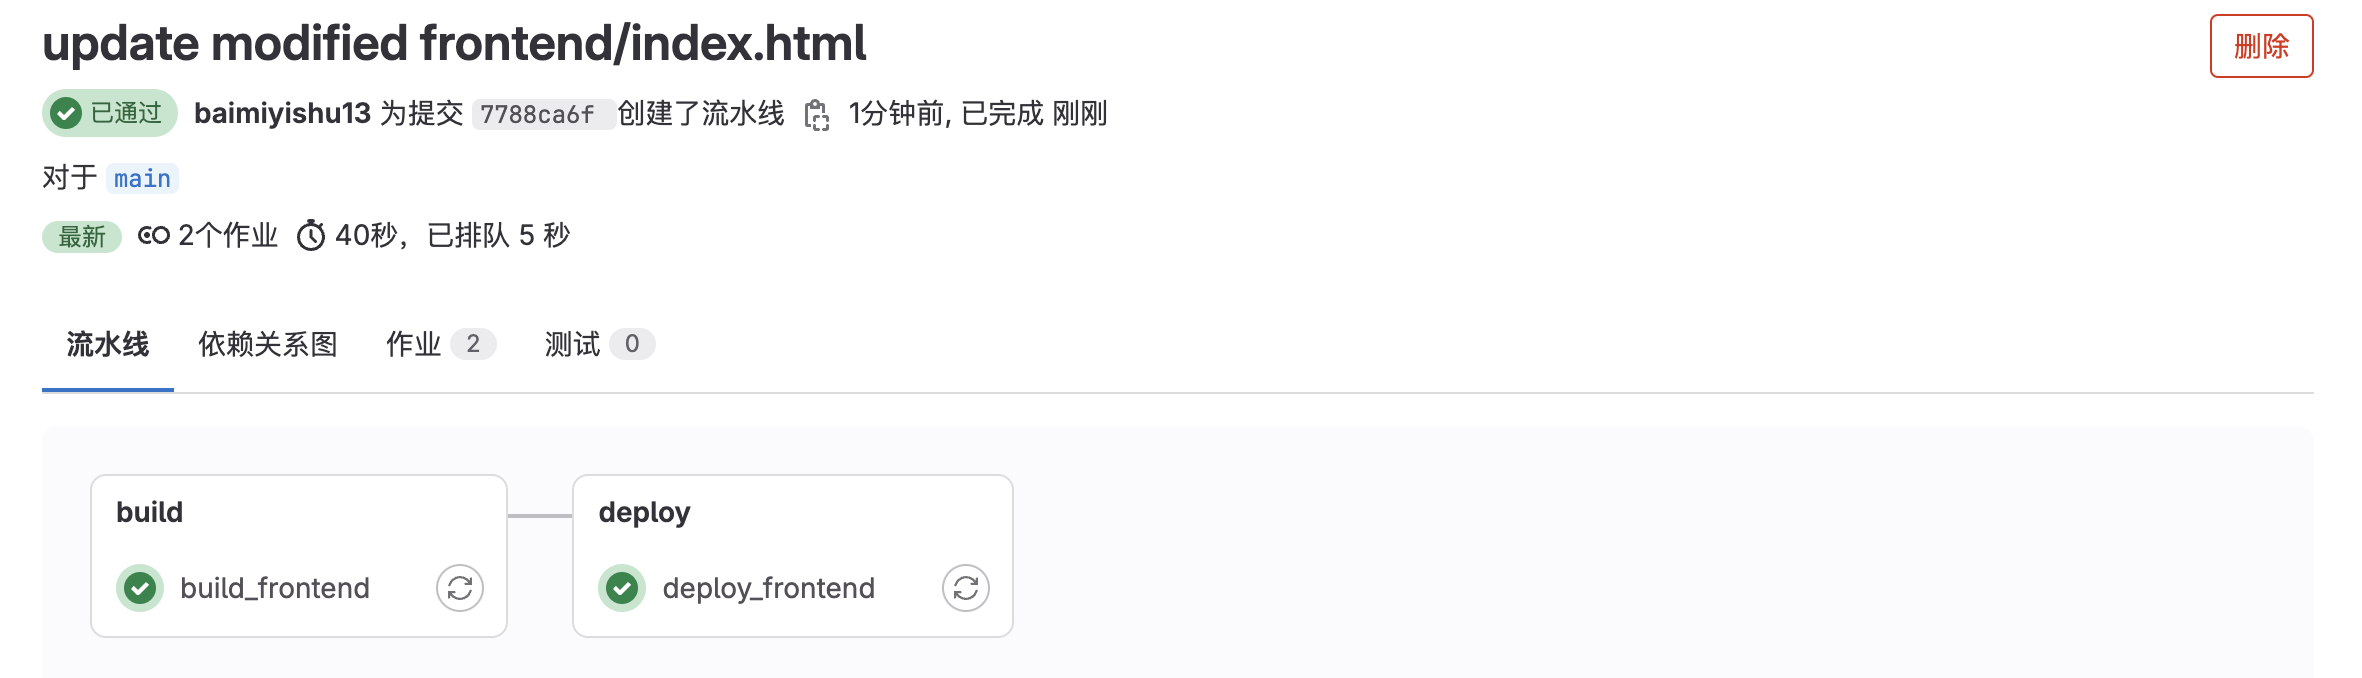 update modified frontend/index.html
删除
已通过 baimiyishu13 为提交 7788ca6f 创建了流水线 1分钟前, 已完成 刚刚
对于 main
最新 2个作业 40秒，已排队 5 秒
流水线 依赖关系图 作业 2 测试 0
build
deploy
build_frontend
deploy_frontend